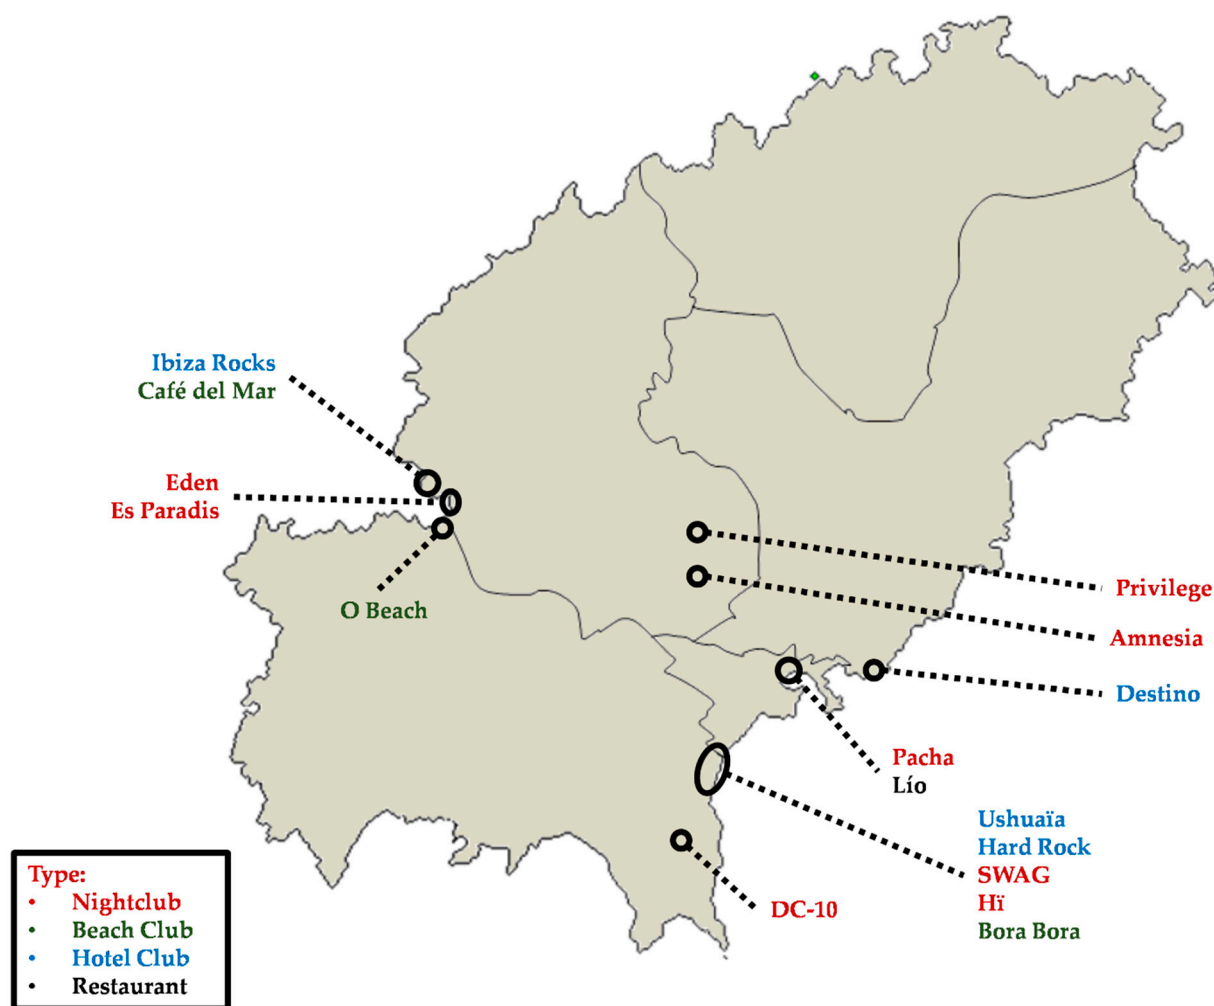 Ibiza Rocks
Café del Mar
Eden
Es Paradis
O Beach
Privilege
Amnesia
Destino
Pacha
Lío
Ushuaïa
Hard Rock
SWAG
Hï
Bora Bora
DC-10
Type:
• Nightclub
• Beach Club
• Hotel Club
• Restaurant